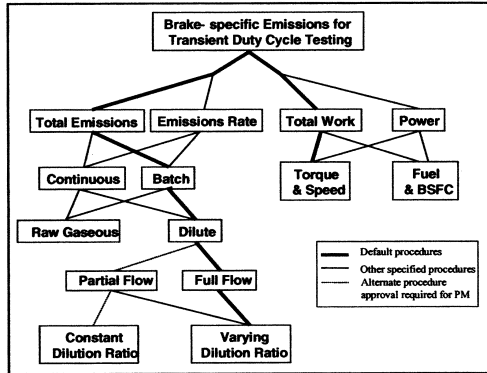 Brake- specific Emissions for
Transient Duty Cycle Testing
Total Emissions
Emissions Rate
Total Work
Power
Continuous
Batch
Torque
& Speed
Fuel
& BSFC
Raw Gaseous
Dilute
Partial Flow
Full Flow
Constant
Dilution Ratio
Varying
Dilution Ratio
Default procedures
Other specified procedures
Alternate procedure
approval required for PM